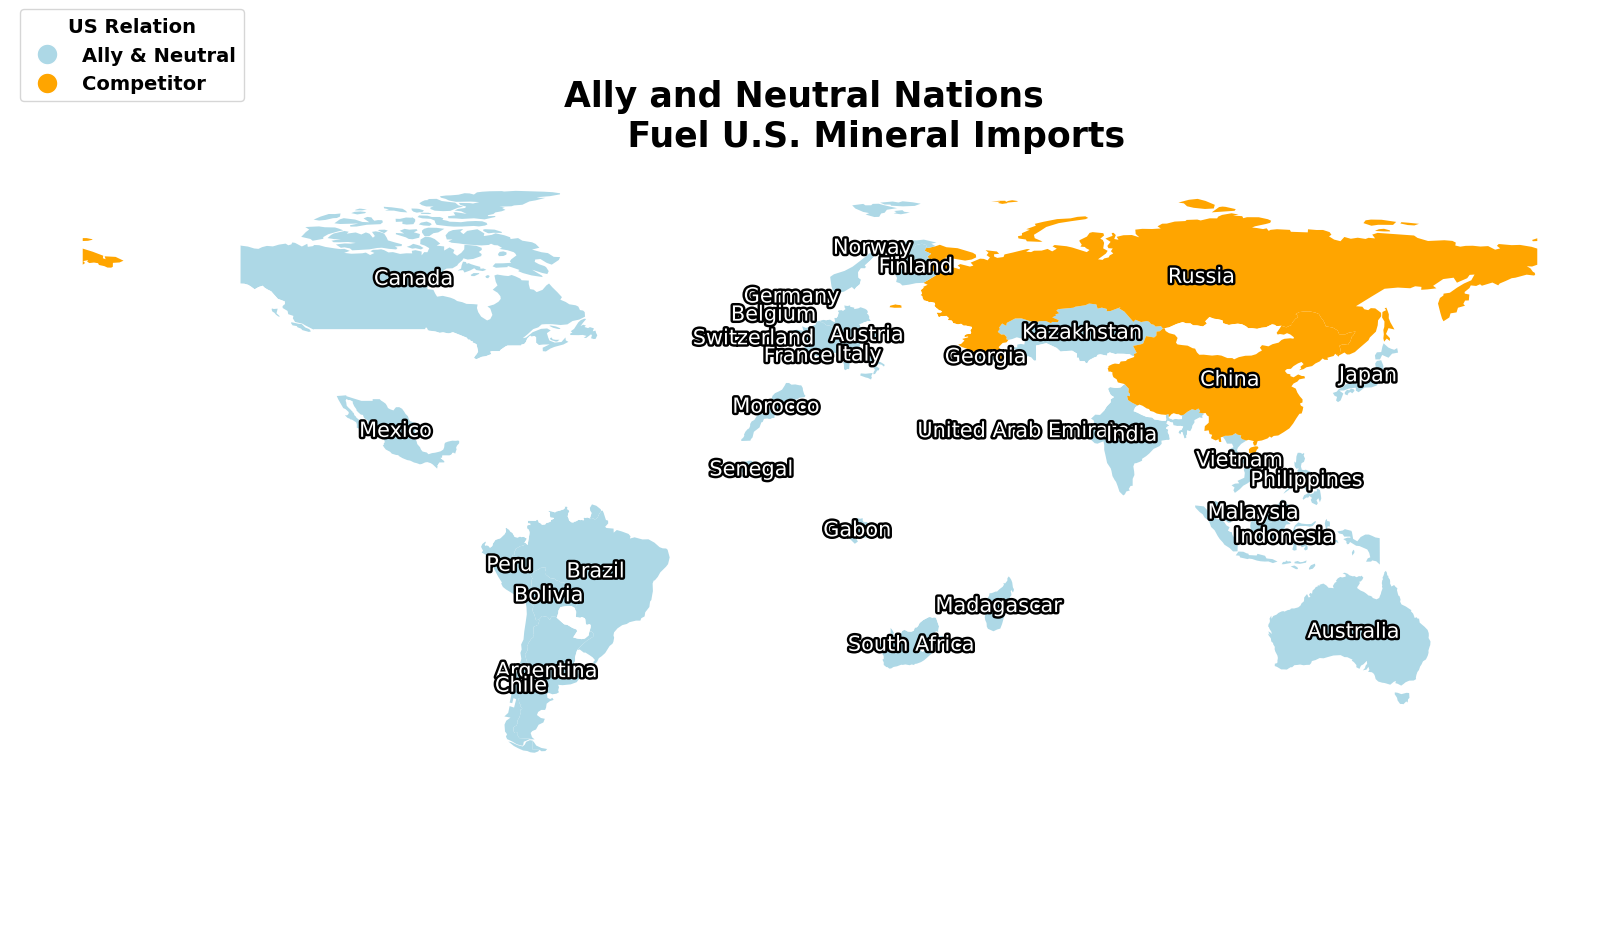 US Relation
Ally & Neutral
Competitor
Ally and Neutral Nations
Fuel U.S. Mineral Imports
Norway
Finland
Canada
Russia
Germany
Belgium
Switzerland
Austria
Kazakhstan
France
Italy
Georgia
China
Japan
Morocco
Mexico
United Arab Emirates
India
Senegal
Vietnam
Philippines
Malaysia
Gabon
Indonesia
Peru
Brazil
Bolivia
Madagascar
South Africa
Australia
Argentina
Chile